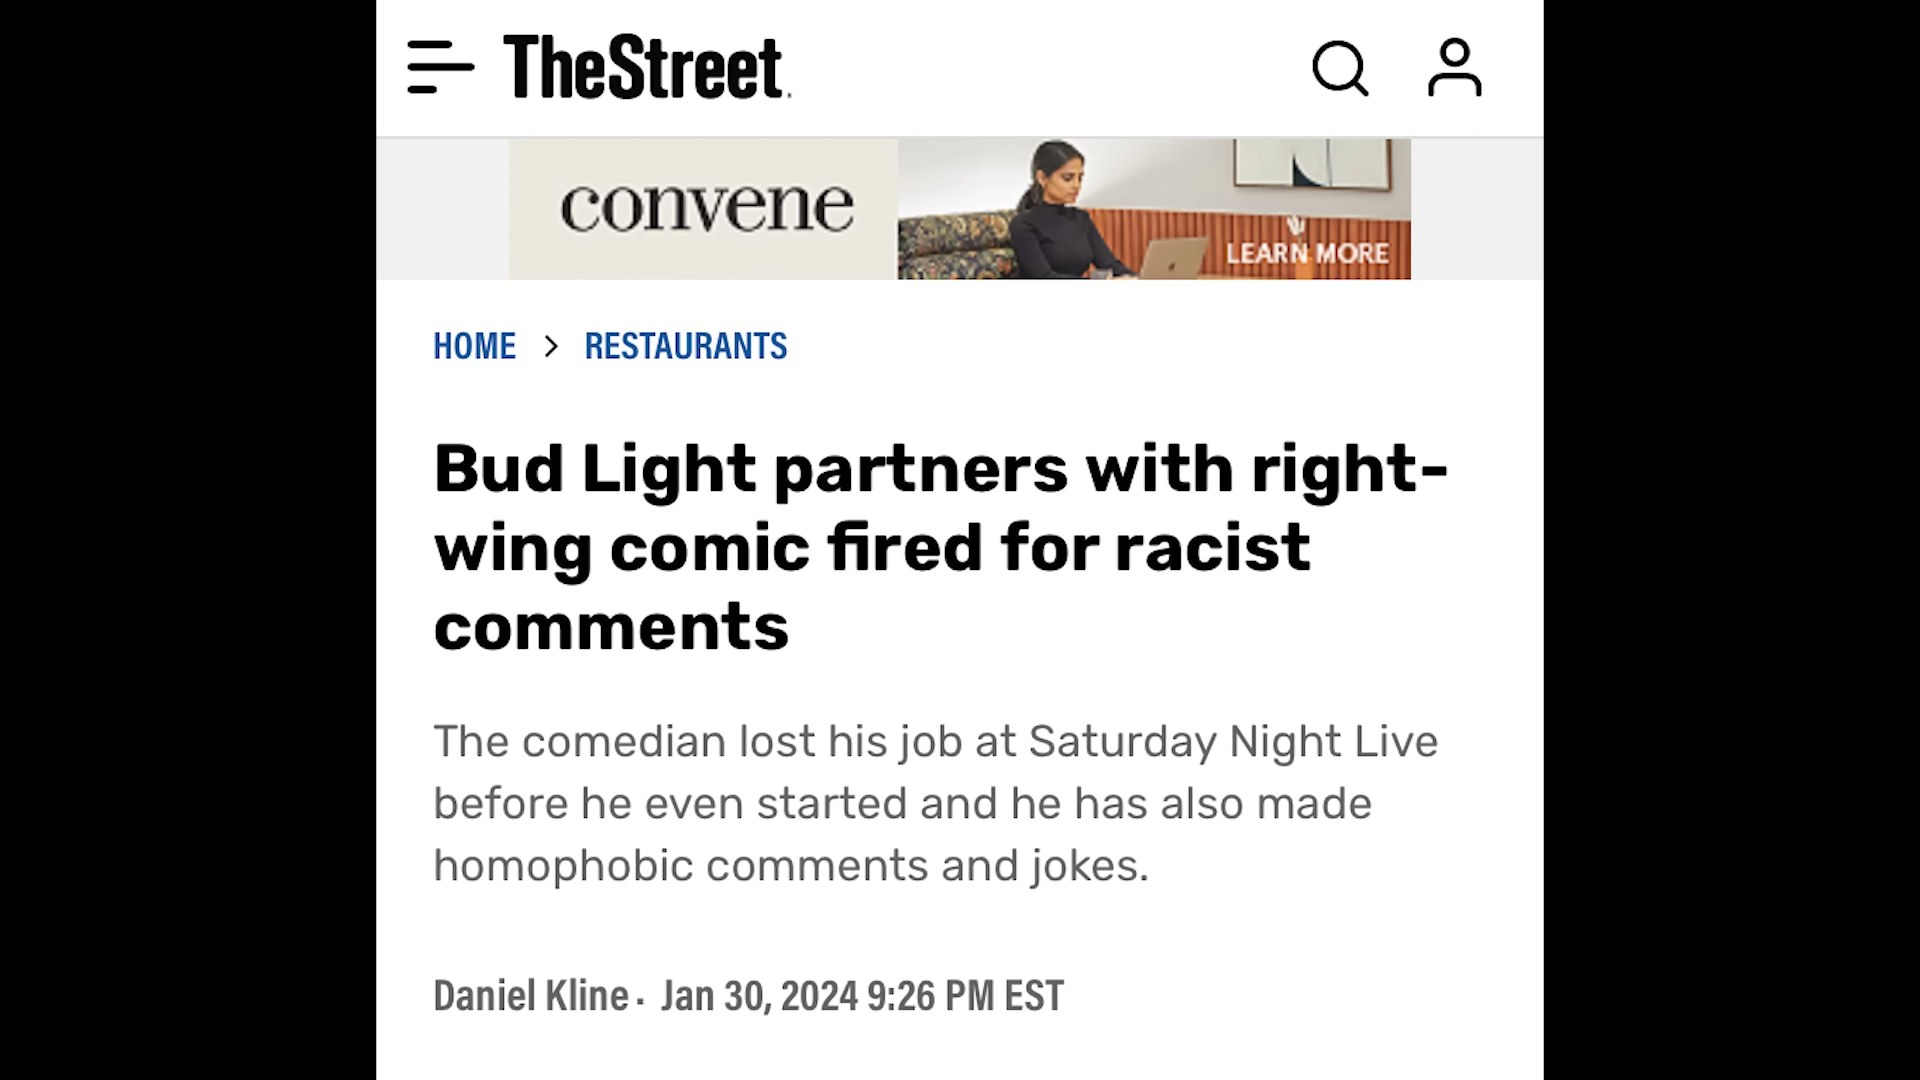 TheStreet.
convene
LEARN MORE
HOME > RESTAURANTS
Bud Light partners with right-
wing comic fired for racist
comments
The comedian lost his job at Saturday Night Live
before he even started and he has also made
homophobic comments and jokes.
Daniel Kline · Jan 30, 2024 9:26 PM EST